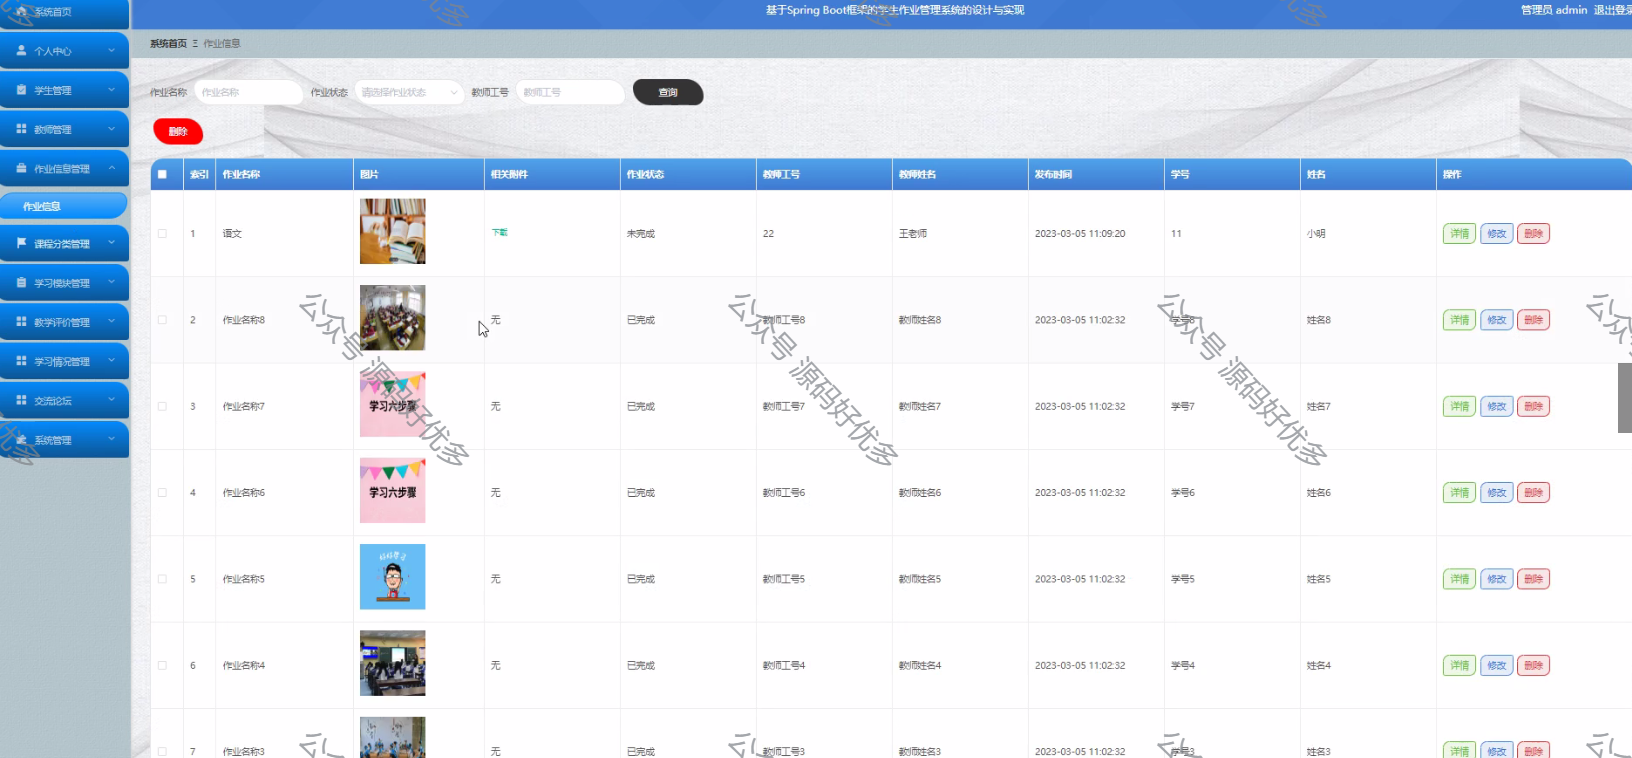 系统首页
基于Spring Boot框架的学生作业管理系统的设计与实现
管理员 admin 退出登录
个人中心
学生管理
教师管理
作业信息管理
作业信息
课程分类管理
学习模块管理
教学评价管理
学习情况管理
交流论坛
系统管理
系统首页 Ξ 作业信息
作业名称 作业名称 作业状态 请选择作业状态 教师工号 教师工号 查询
删除
索引 作业名称 图片 相关附件 作业状态 教师工号 教师姓名 发布时间 学号 姓名 操作
1 语文 下载 未完成 22 王老师 2023-03-05 11:09:20 11 小明 详情 修改 删除
2 作业名称8 无 已完成 教师工号8 教师姓名8 2023-03-05 11:02:32 学号8 姓名8 详情 修改 删除
3 作业名称7 学习六步骤 无 已完成 教师工号7 教师姓名7 2023-03-05 11:02:32 学号7 姓名7 详情 修改 删除
4 作业名称6 学习六步骤 无 已完成 教师工号6 教师姓名6 2023-03-05 11:02:32 学号6 姓名6 详情 修改 删除
5 作业名称5 好好学习 无 已完成 教师工号5 教师姓名5 2023-03-05 11:02:32 学号5 姓名5 详情 修改 删除
6 作业名称4 无 已完成 教师工号4 教师姓名4 2023-03-05 11:02:32 学号4 姓名4 详情 修改 删除
7 作业名称3 无 已完成 教师工号3 教师姓名3 2023-03-05 11:02:32 学号3 姓名3 详情 修改 删除
公众号 源码好优多
公众号 源码好优多
公众号 源码好优多